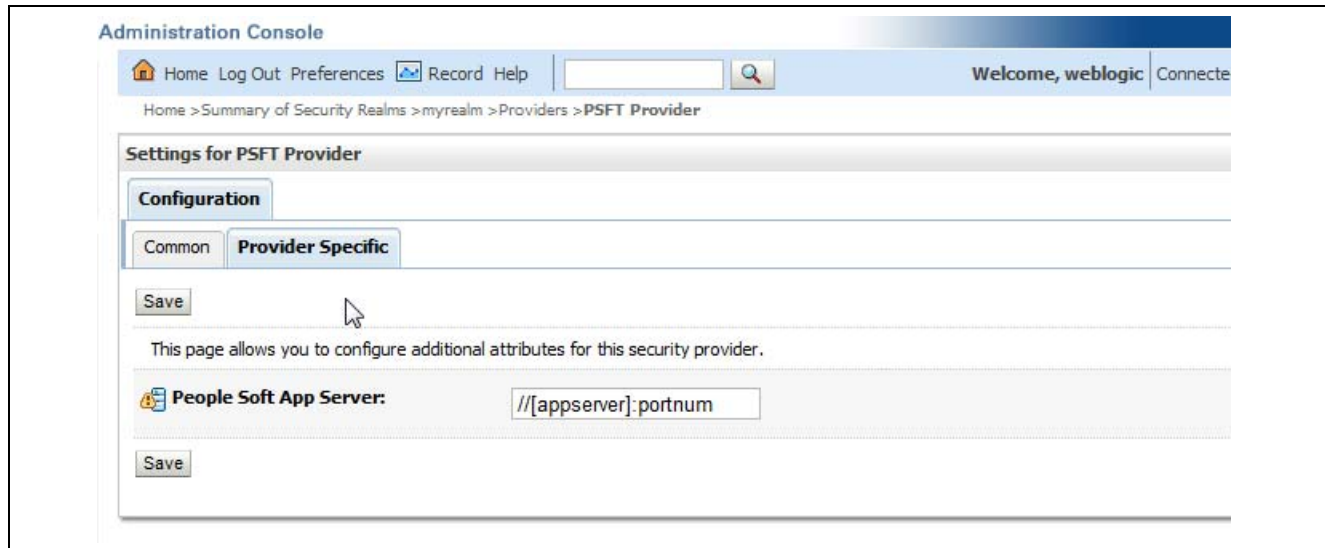 Administration Console
Home Log Out Preferences Record Help
Welcome, weblogic Connecte
Home >Summary of Security Realms >myrealm >Providers >PSFT Provider
Settings for PSFT Provider
Configuration
Common Provider Specific
Save
This page allows you to configure additional attributes for this security provider.
People Soft App Server: //[appserver]:portnum
Save